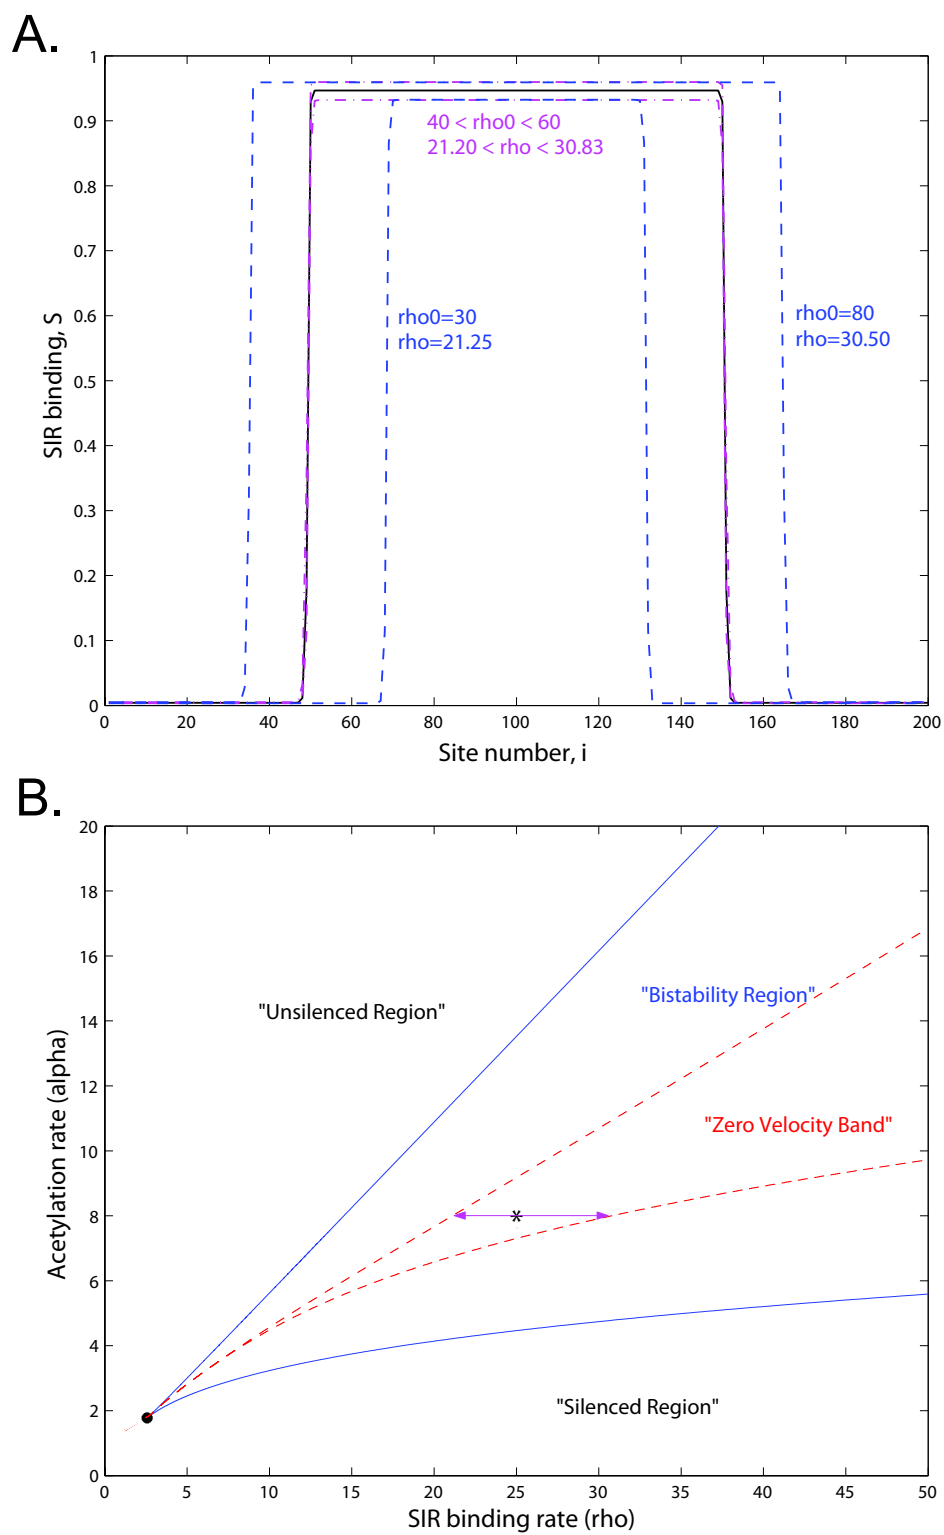 A.
1
0.9
0.8
0.7
0.6
0.5
0.4
0.3
0.2
0.1
0
SIR binding, S
40 < rho0 < 60
21.20 < rho < 30.83
rho0=30
rho=21.25
rho0=80
rho=30.50
0 20 40 60 80 100 120 140 160 180 200
Site number, i
B.
20
18
16
14
12
10
8
6
4
2
0
Acetylation rate (alpha)
"Unsilenced Region"
"Bistability Region"
"Zero Velocity Band"
*
"Silenced Region"
0 5 10 15 20 25 30 35 40 45 50
SIR binding rate (rho)